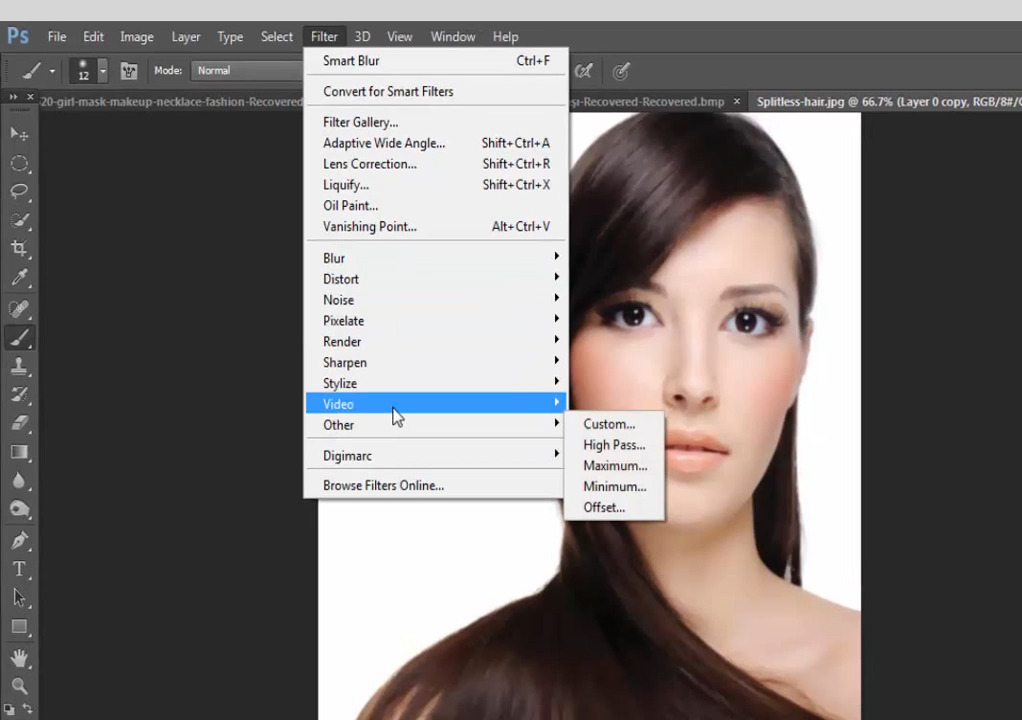 Ps File Edit Image Layer Type Select Filter 3D View Window Help
12 Mode: Normal
20-girl-mask-makeup-necklace-fashion-Recovered -Recovered-Recovered.bmp × Splitless-hair.jpg @ 66.7% (Layer 0 copy, RGB/8#/
Smart Blur Ctrl+F
Convert for Smart Filters
Filter Gallery...
Adaptive Wide Angle... Shift+Ctrl+A
Lens Correction... Shift+Ctrl+R
Liquify... Shift+Ctrl+X
Oil Paint...
Vanishing Point... Alt+Ctrl+V
Blur
Distort
Noise
Pixelate
Render
Sharpen
Stylize
Video
Other
Digimarc
Browse Filters Online...
Custom...
High Pass...
Maximum...
Minimum...
Offset...
T